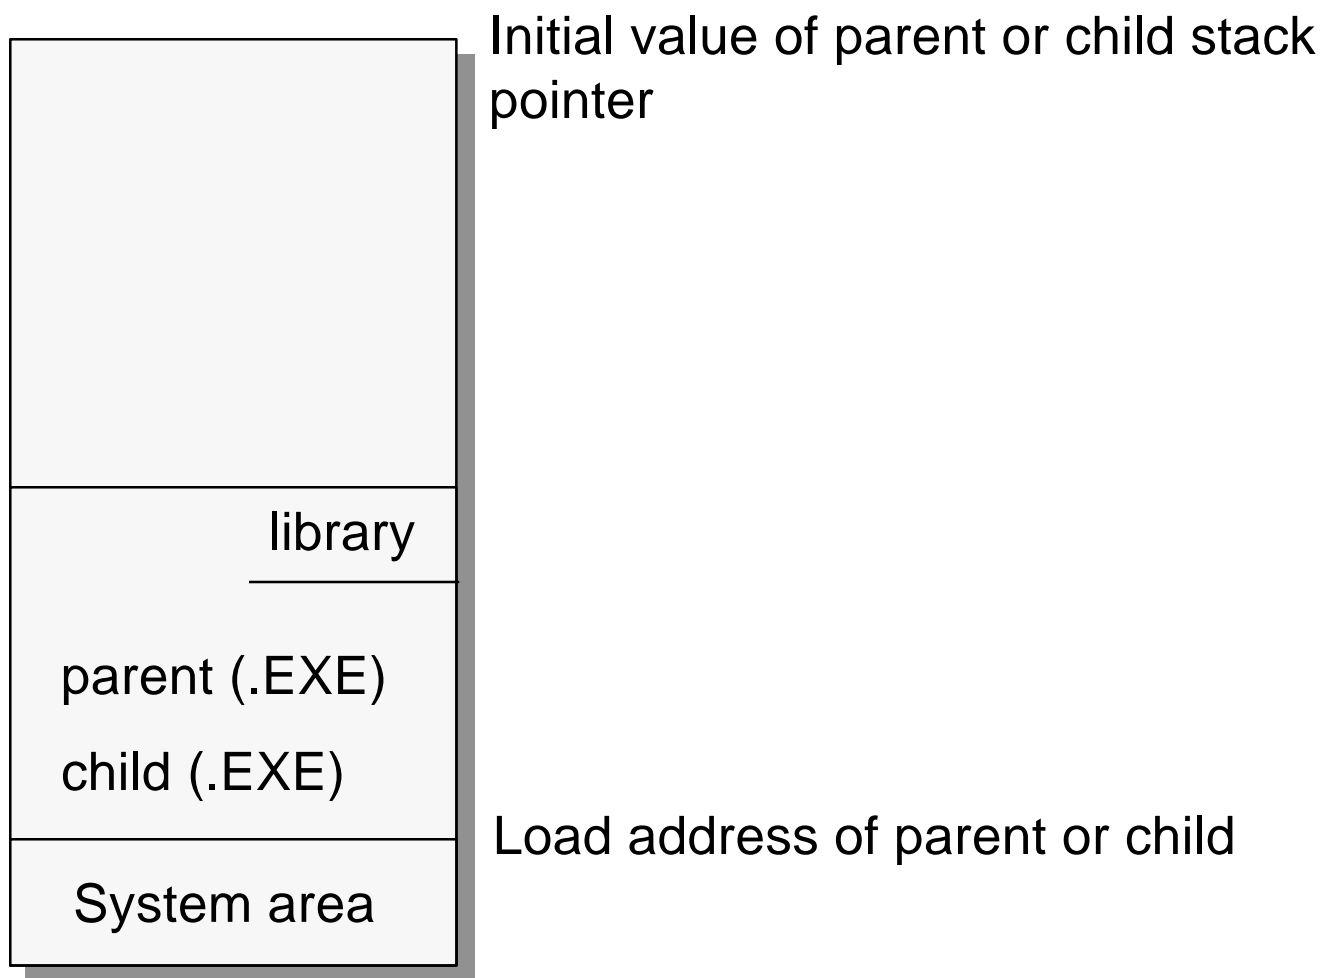 Initial value of parent or child stack
pointer
library
parent (.EXE)
child (.EXE)
Load address of parent or child
System area